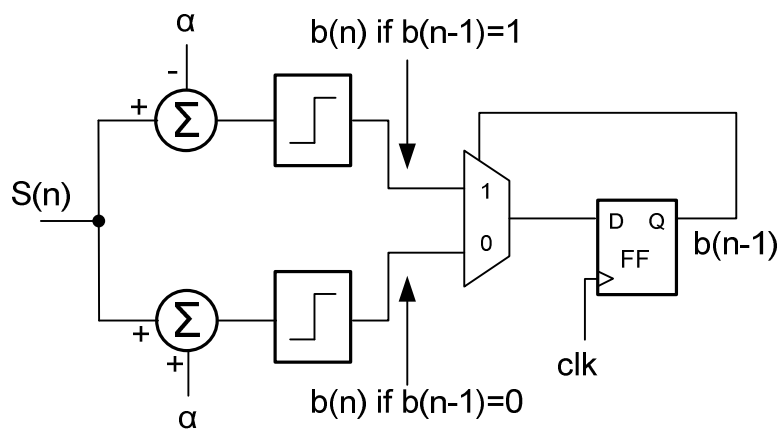 α
b(n) if b(n-1)=1
-
+
Σ
S(n)
1
0
D Q
FF
b(n-1)
+
Σ
+
clk
b(n) if b(n-1)=0
α